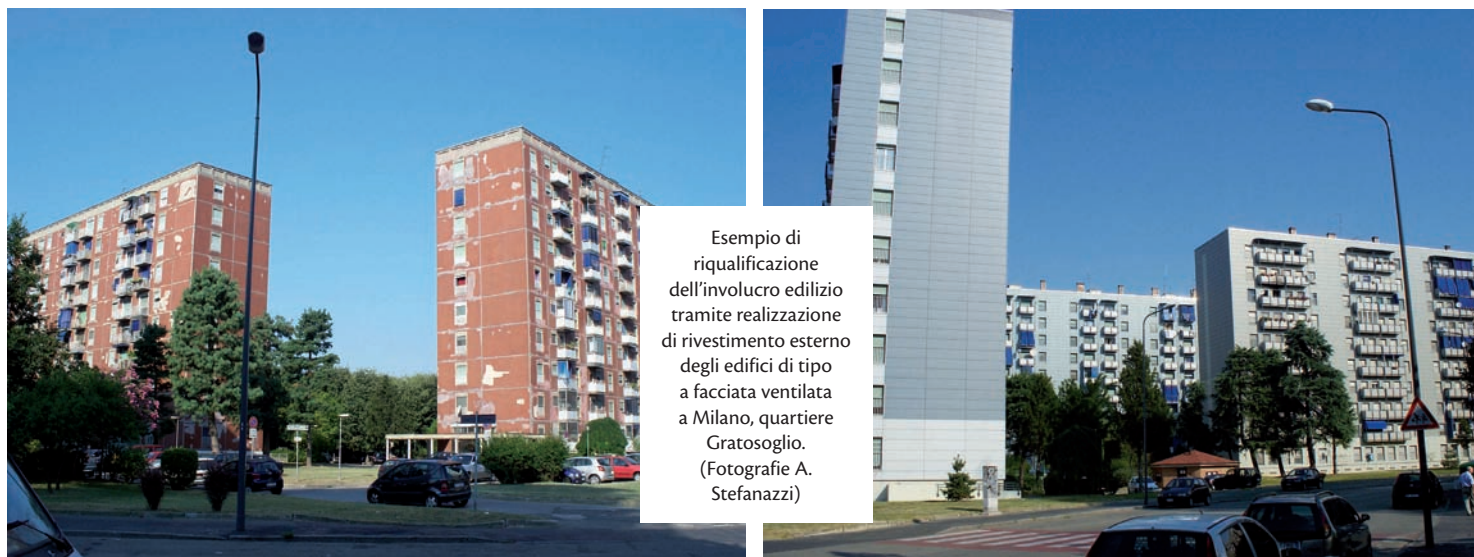 Esempio di
riqualificazione
dell'involucro edilizio
tramite realizzazione
di rivestimento esterno
degli edifici di tipo
a facciata ventilata
a Milano, quartiere
Gratosoglio.
(Fotografie A.
Stefanazzi)